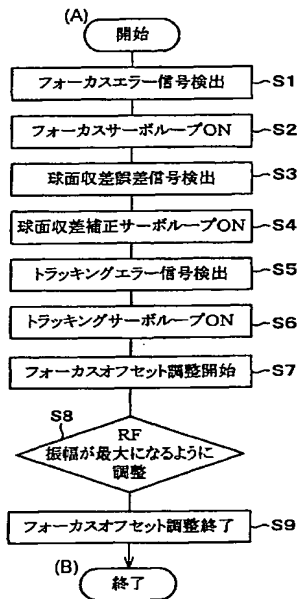 (A)
開始
フォーカスエラー信号検出
S1
フォーカスサーボループON
S2
球面収差誤差信号検出
S3
球面収差補正サーボループON
S4
トラッキングエラー信号検出
S5
トラッキングサーボループON
S6
フォーカスオフセット調整開始
S7
S8
RF
振幅が最大になるように
調整
フォーカスオフセット調整終了
S9
(B)
終了